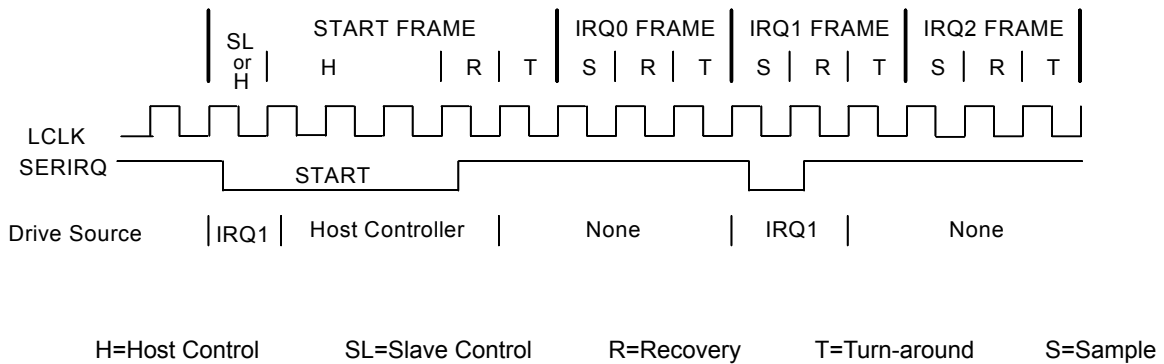 START FRAME IRQ0 FRAME IRQ1 FRAME IRQ2 FRAME
SL
or
H
H R T S R T S R T S R T
LCLK
SERIRQ
START
Drive Source IRQ1 Host Controller None IRQ1 None
H=Host Control SL=Slave Control R=Recovery T=Turn-around S=Sample